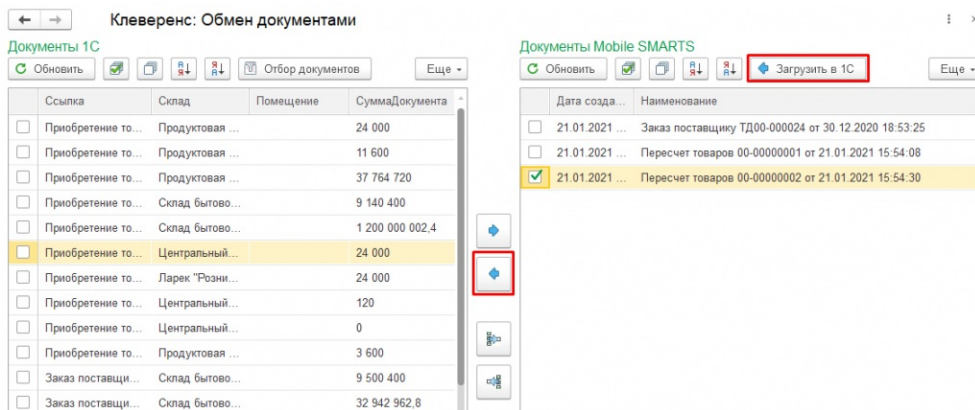 Клеверенс: Обмен документами
Документы 1С
Обновить
Отбор документов
Еще
Ссылка Склад Помещение СуммаДокумента
Приобретение то... Продуктовая ... 24 000
Приобретение то... Продуктовая ... 11 600
Приобретение то... Продуктовая ... 37 764 720
Приобретение то... Склад бытово... 9 140 400
Приобретение то... Склад бытово... 1 200 000 002,4
Приобретение то... Центральный... 24 000
Приобретение то... Ларек "Розни... 24 000
Приобретение то... Центральный... 120
Приобретение то... Центральный... 0
Приобретение то... Продуктовая ... 3 600
Заказ поставщи... Склад бытово... 9 500 400
Заказ поставщи... Склад бытово... 32 942 962,8
Документы Mobile SMARTS
Обновить
Загрузить в 1С
Еще
Дата созда... Наименование
21.01.2021 ... Заказ поставщику ТД00-000024 от 30.12.2020 18:53:25
21.01.2021 ... Пересчет товаров 00-00000001 от 21.01.2021 15:54:08
21.01.2021 ... Пересчет товаров 00-00000002 от 21.01.2021 15:54:30